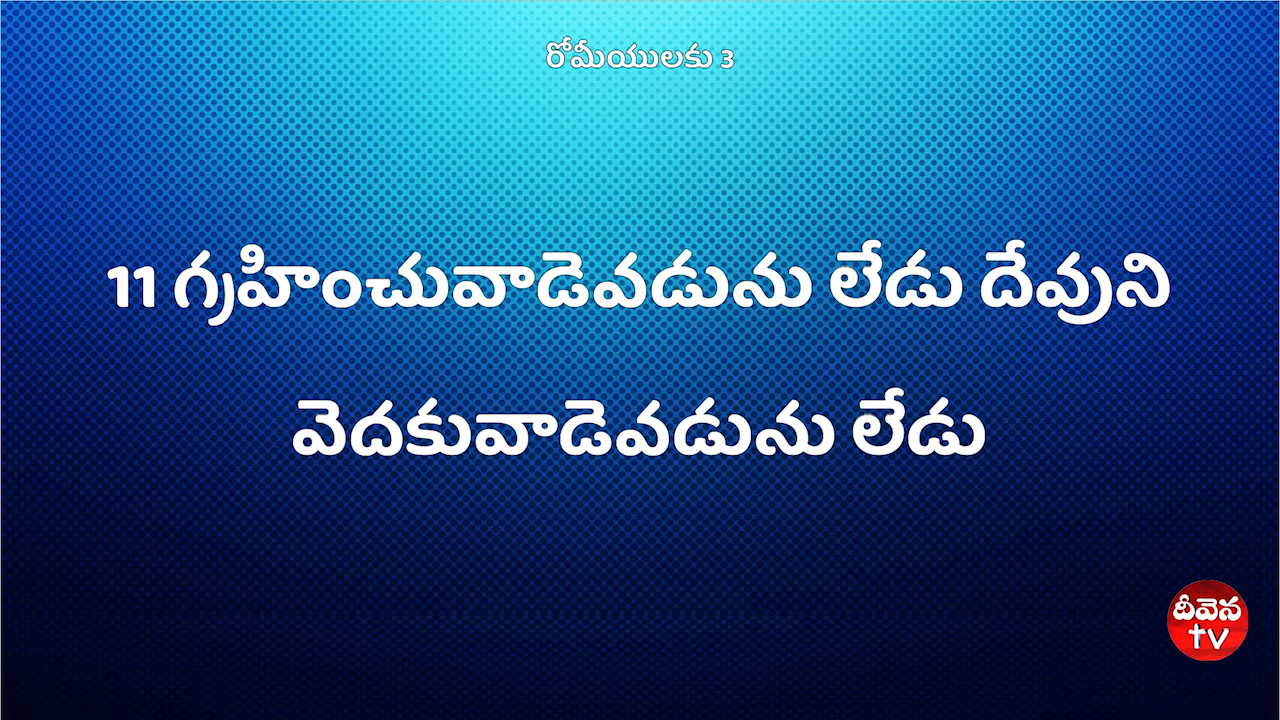 రోమీయులకు 3
11 గ్రహించువాడెవడును లేడు దేవుని
వెదకువాడెవడును లేడు
దీవెన
tv